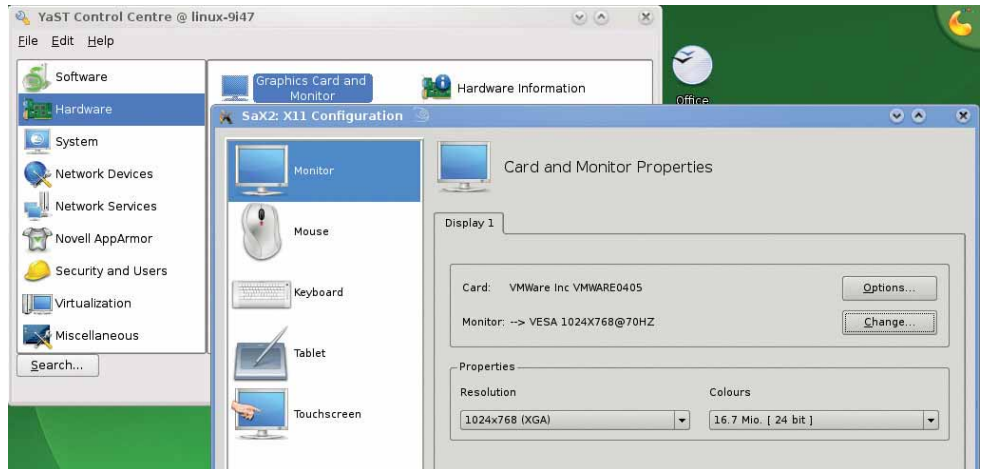 YaST Control Centre @ linux-9i47
File Edit Help
Software
Hardware
System
Network Devices
Network Services
Novell AppArmor
Security and Users
Virtualization
Miscellaneous
Search...
Graphics Card and
Monitor
Hardware Information
Office
SaX2: X11 Configuration
Monitor
Mouse
Keyboard
Tablet
Touchscreen
Card and Monitor Properties
Display 1
Card: VMWare Inc VMWARE0405
Options...
Monitor: --> VESA 1024X768@70HZ
Change...
Properties
Resolution Colours
1024x768 (XGA) 16.7 Mio. [ 24 bit ]